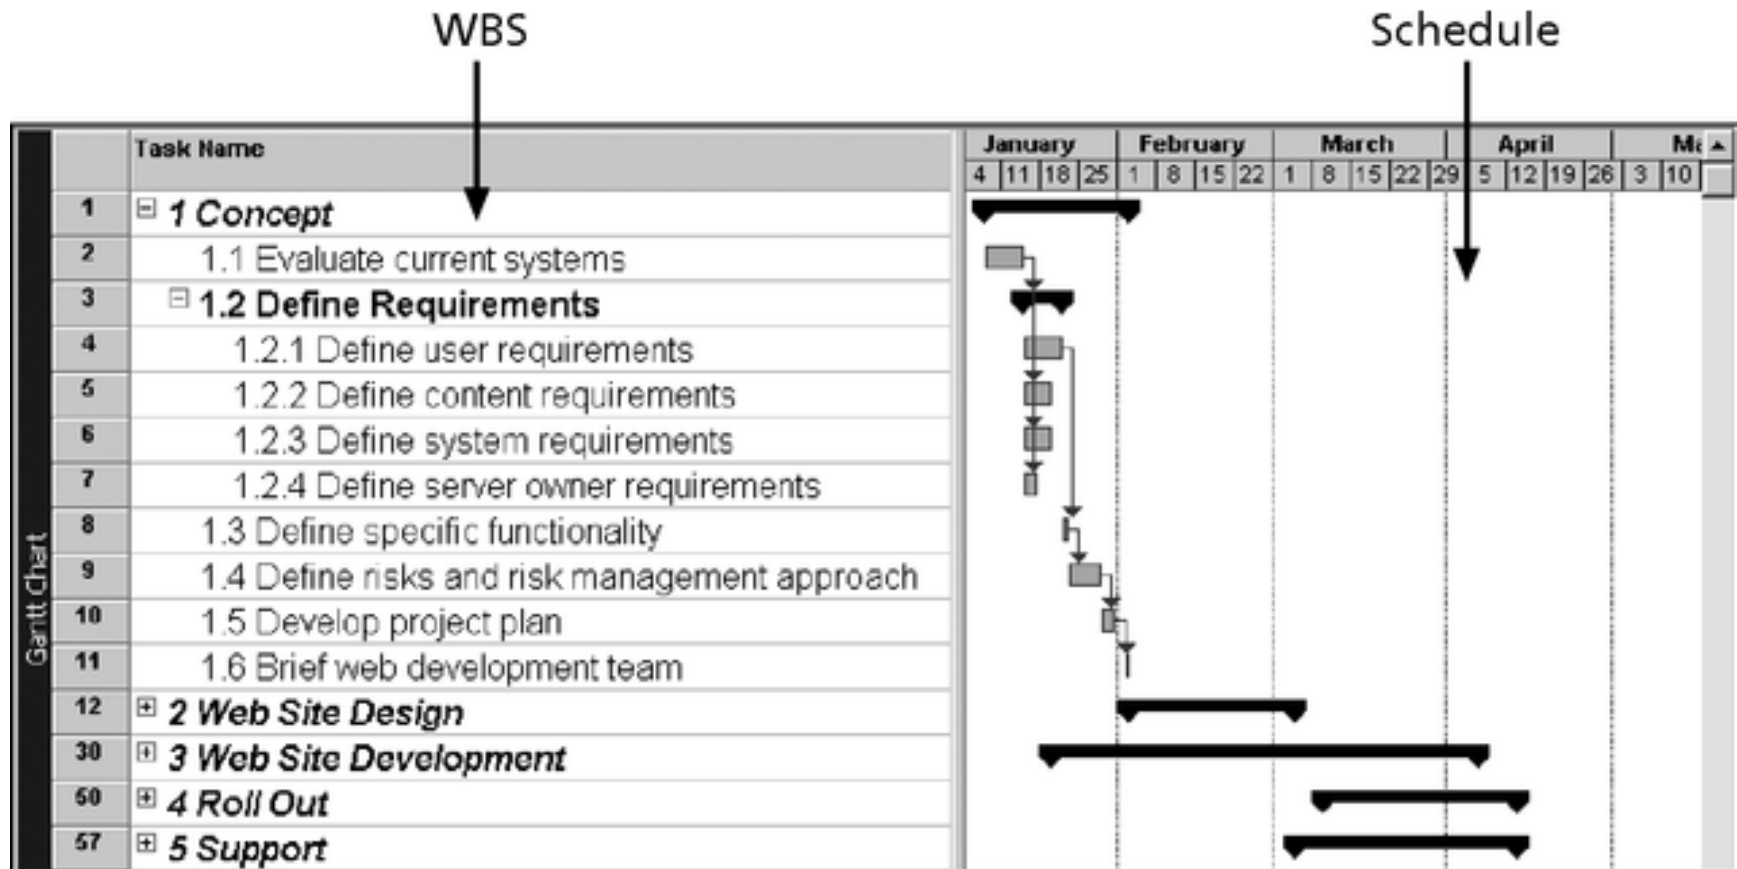 WBS Schedule
Task Name January February March April
4 11 18 25 1 8 15 22 1 8 15 22 29 5 12 19 26 3 10
1 1 Concept
2 1.1 Evaluate current systems
3 1.2 Define Requirements
4 1.2.1 Define user requirements
5 1.2.2 Define content requirements
6 1.2.3 Define system requirements
7 1.2.4 Define server owner requirements
8 1.3 Define specific functionality
9 1.4 Define risks and risk management approach
10 1.5 Develop project plan
11 1.6 Brief web development team
12 2 Web Site Design
30 3 Web Site Development
50 4 Roll Out
57 5 Support
Gantt Chart